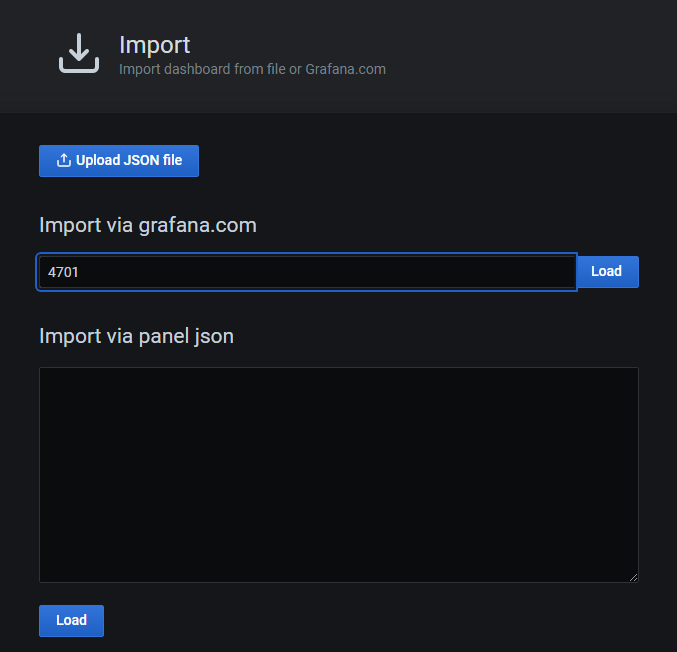 Import
Import dashboard from file or Grafana.com
Upload JSON file
Import via grafana.com
4701
Load
Import via panel json
Load